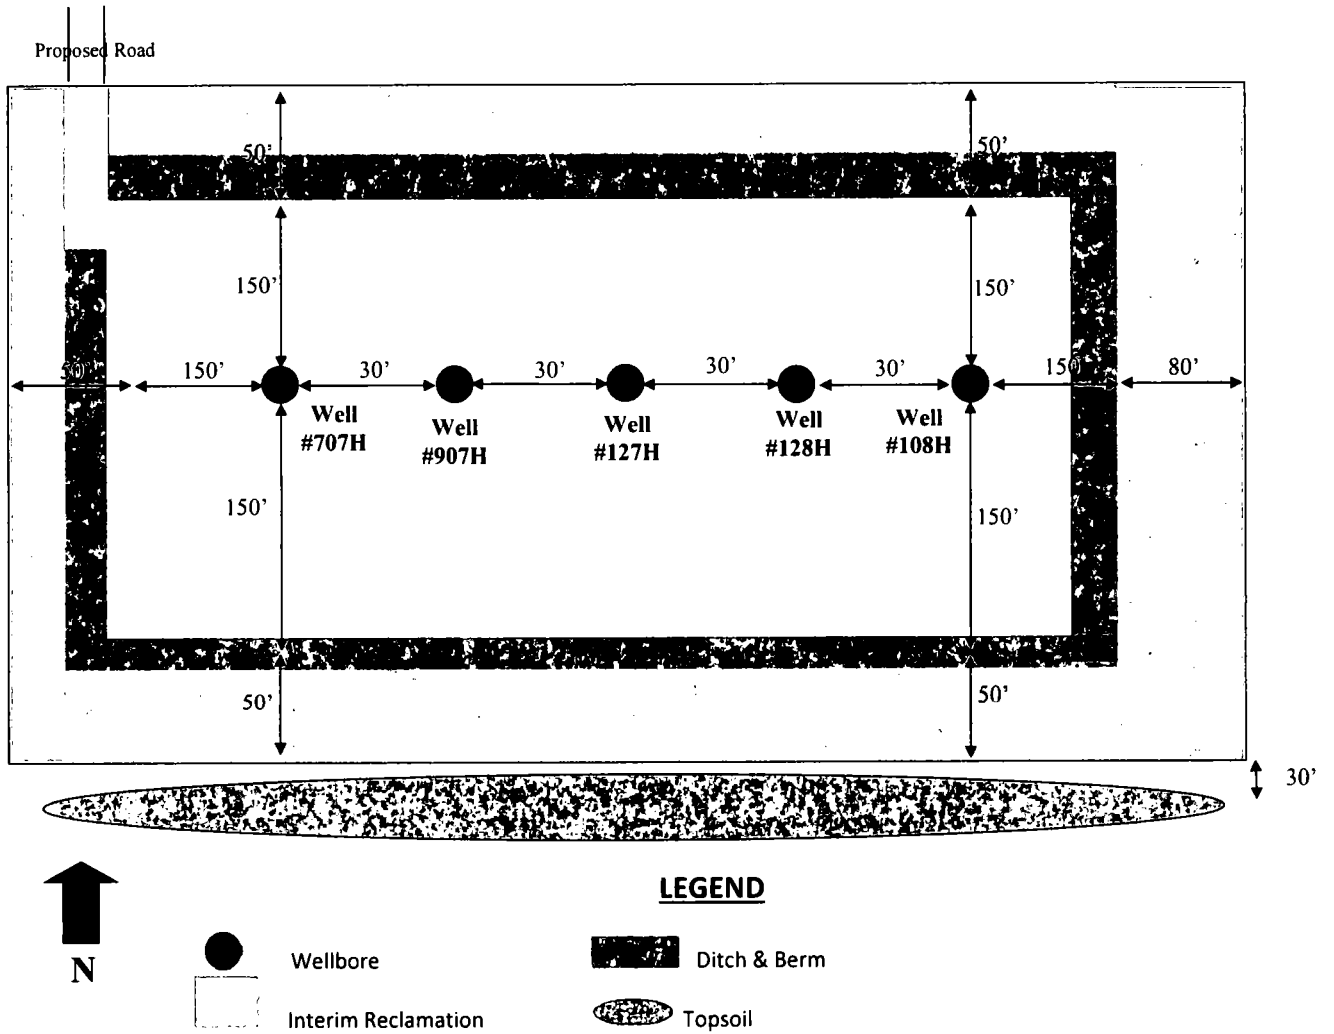 Proposed Road
50'
50'
150'
150'
50'
150'
30'
30'
30'
30'
150'
80'
Well
#707H
Well
#907H
Well
#127H
Well
#128H
Well
#108H
150'
150'
50'
50'
30'
LEGEND
N
Wellbore
Ditch & Berm
Interim Reclamation
Topsoil